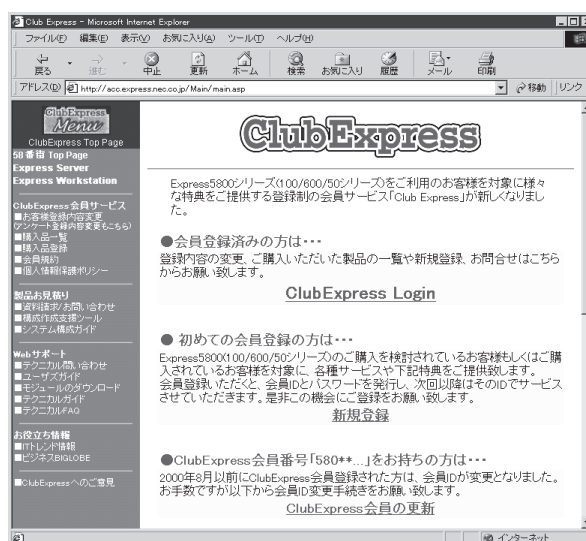 Club Express - Microsoft Internet Explorer
ファイル(F) 編集(E) 表示(V) お気に入り(A) ツール(T) ヘルプ(H)
戻る 進む 中止 更新 ホーム 検索 お気に入り 履歴 メール 印刷
アドレス(D) http://acc.express.nec.co.jp/Main/main.asp 移動 リンク
ClubExpress
Menu
ClubExpress Top Page
58番街 Top Page
Express Server
Express Workstation
ClubExpress会員サービス
■お客様登録内容変更
(アンケート登録内容変更もこちら)
■購入品一覧
■購入品登録
■会員規約
■個人情報保護ポリシー
製品お見積り
■資料請求/お問い合わせ
■構成作成支援ツール
■システム構成ガイド
Webサポート
■テクニカル問い合わせ
■ユーザズガイド
■モジュールのダウンロード
■テクニカルガイド
■テクニカルFAQ
お役立ち情報
■ITトレンド情報
■ビジネスBIGLOBE
■ClubExpressへのご意見
ClubExpress
Express5800シリーズ(100/600/50シリーズ)をご利用のお客様を対象に様々
な特典をご提供する登録制の会員サービス「Club Express」が新しくなりまし
た。
●会員登録済みの方は・・・
登録内容の変更、ご購入いただいた製品の一覧や新規登録、お問合せはこちら
からお願い致します。
ClubExpress Login
● 初めての会員登録の方は・・・
Express5800(100/600/50シリーズ)のご購入を検討されているお客様もしくはご購
入されているお客様を対象に、各種サービスや下記特典をご提供致します。
会員登録いただくと、会員IDとパスワードを発行し、次回以降はそのIDでサービス
させていただきます。是非この機会にご登録をお願い致します。
新規登録
●ClubExpress会員番号「580**...」をお持ちの方は・・・
2000年8月以前にClubExpress会員登録された方は、会員IDが変更となりました。
お手数ですが以下から会員ID変更手続きをお願い致します。
ClubExpress会員の更新
インターネット